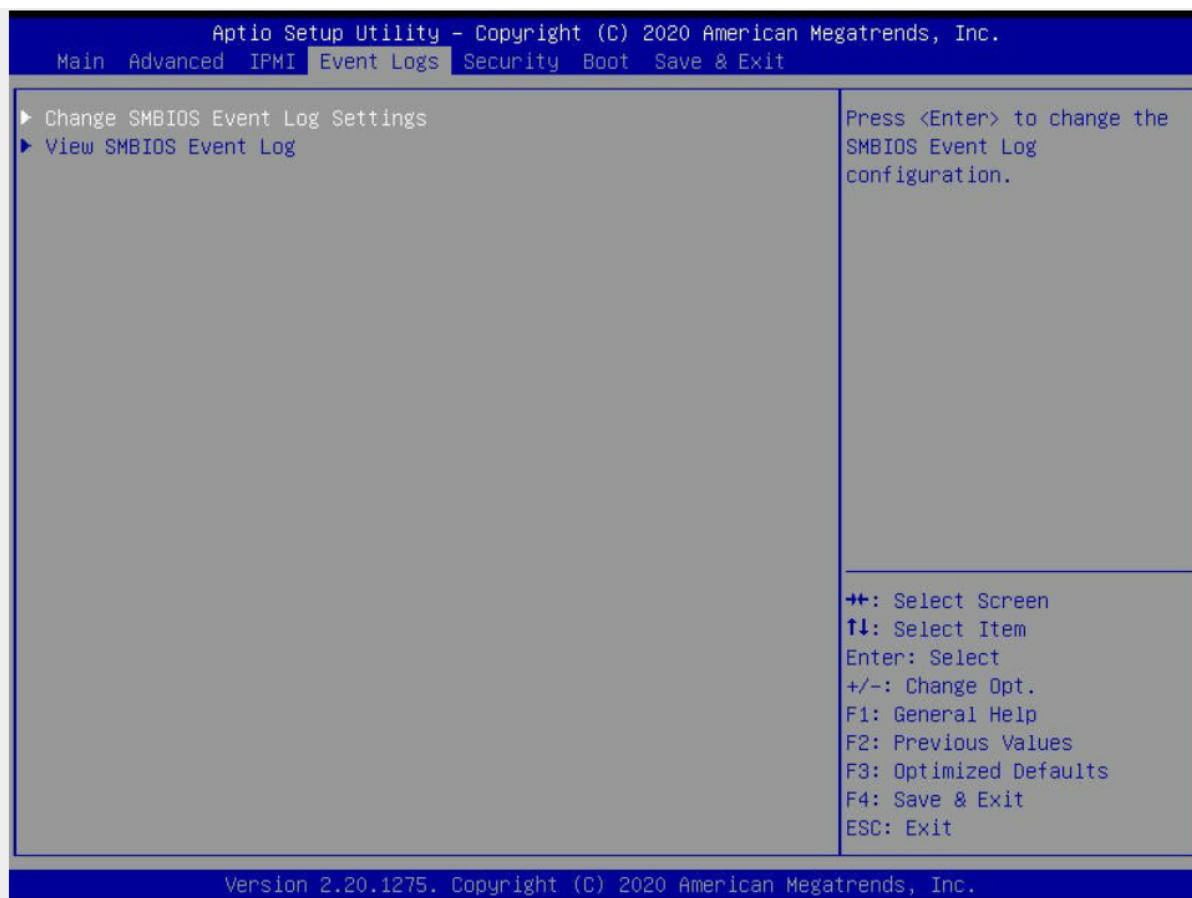 Aptio Setup Utility – Copyright (C) 2020 American Megatrends, Inc.
Main Advanced IPMI Event Logs Security Boot Save & Exit
▶ Change SMBIOS Event Log Settings
▶ View SMBIOS Event Log
Press <Enter> to change the
SMBIOS Event Log
configuration.
→←: Select Screen
↑↓: Select Item
Enter: Select
+/-: Change Opt.
F1: General Help
F2: Previous Values
F3: Optimized Defaults
F4: Save & Exit
ESC: Exit
Version 2.20.1275. Copyright (C) 2020 American Megatrends, Inc.